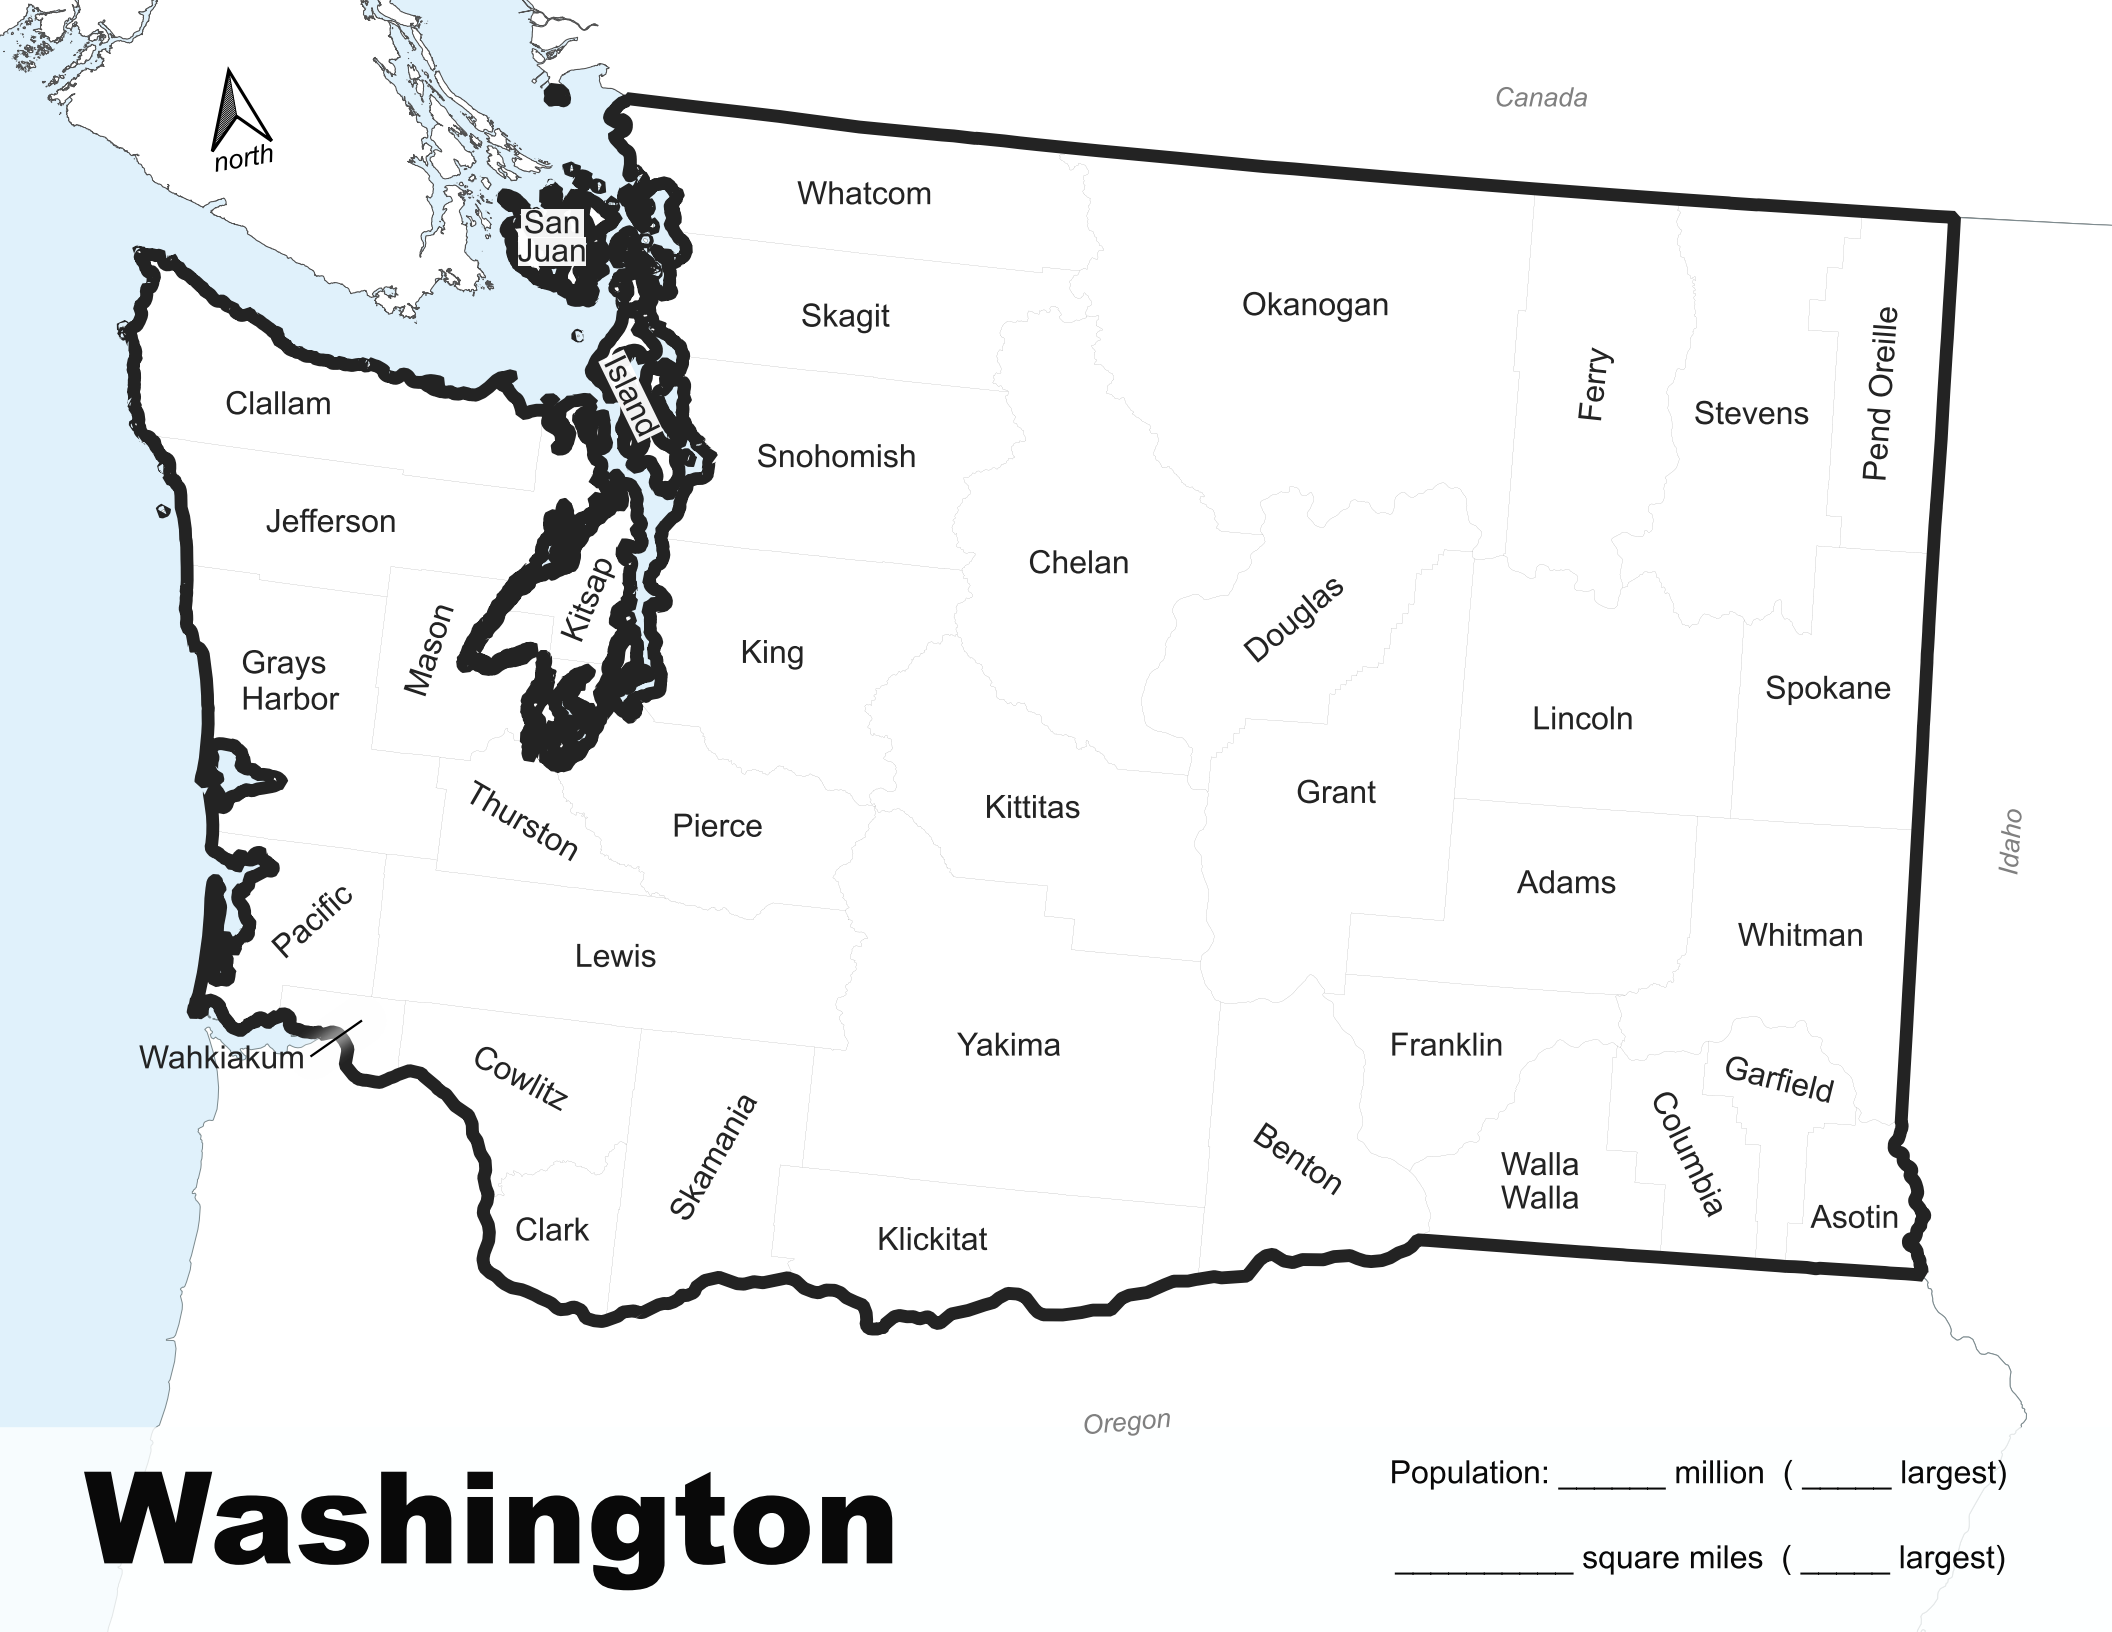 Canada
north
Whatcom
San
Juan
Skagit
Okanogan
Ferry
Stevens
Pend Oreille
Island
Clallam
Snohomish
Jefferson
Chelan
Douglas
Kitsap
Mason
King
Grays
Harbor
Lincoln
Spokane
Grant
Kittitas
Thurston
Pierce
Idaho
Adams
Pacific
Lewis
Whitman
Yakima
Franklin
Wahkiakum
Cowlitz
Garfield
Skamania
Columbia
Benton
Walla
Walla
Clark
Klickitat
Asotin
Oregon
Washington
Population: ______ million ( _____ largest)
__________ square miles ( _____ largest)